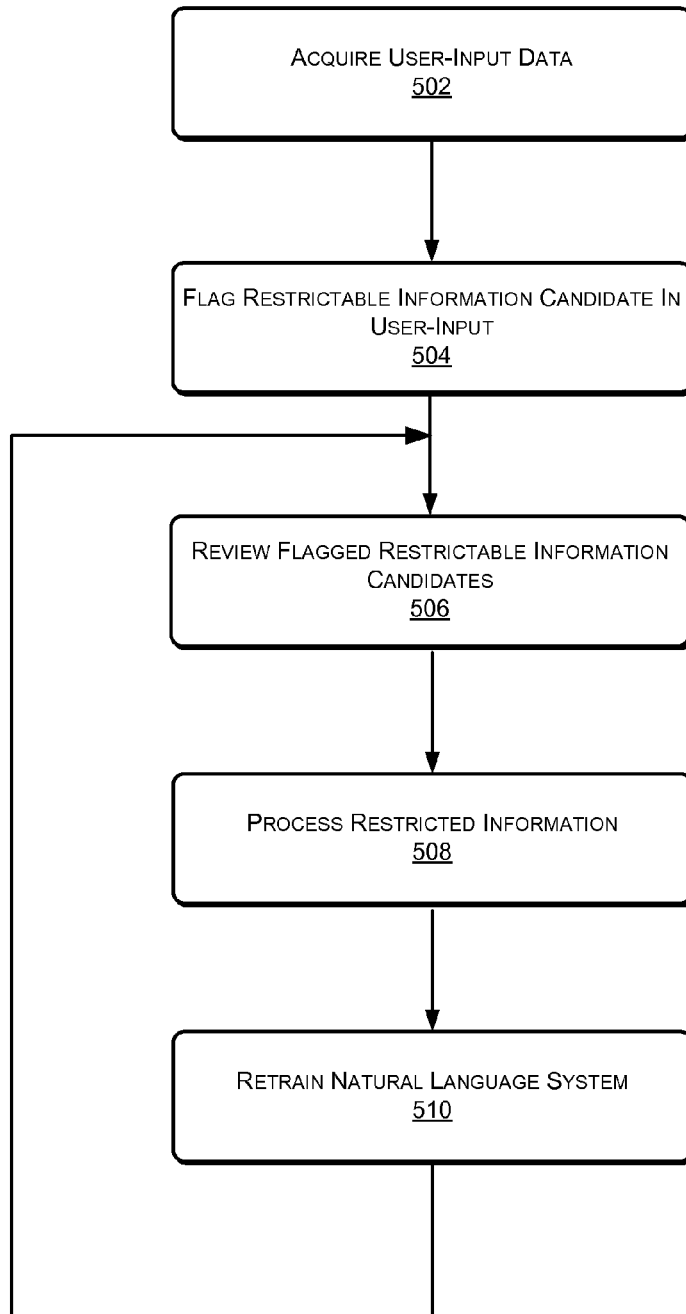 ACQUIRE USER-INPUT DATA
502
FLAG RESTRICTABLE INFORMATION CANDIDATE IN
USER-INPUT
504
REVIEW FLAGGED RESTRICTABLE INFORMATION
CANDIDATES
506
PROCESS RESTRICTED INFORMATION
508
RETRAIN NATURAL LANGUAGE SYSTEM
510